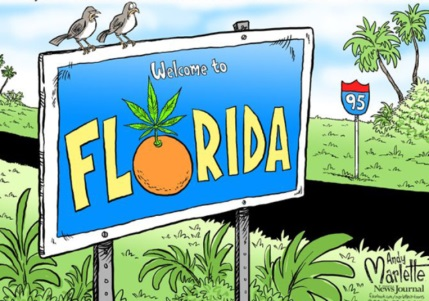 Welcome to
FLORIDA
95
Andy
Marlette
News Journal